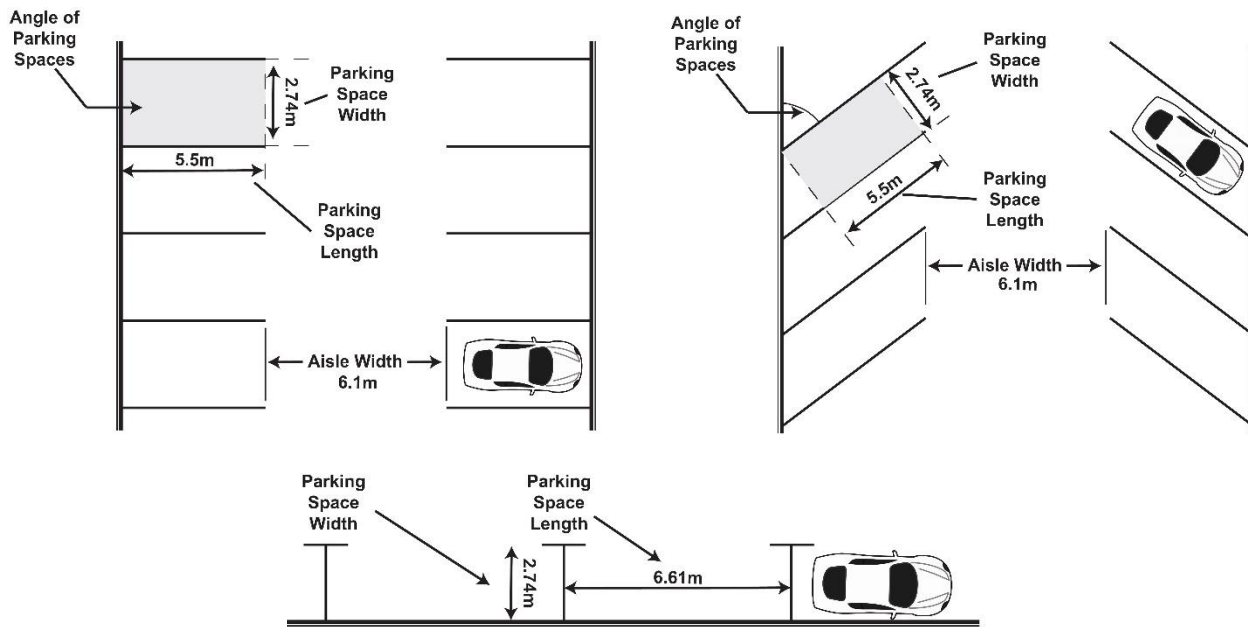 Angle of
Parking
Spaces
2.74m
Parking
Space
Width
5.5m
Parking
Space
Length
Aisle Width
6.1m
Angle of
Parking
Spaces
Parking
Space
Width
2.74m
5.5m
Parking
Space
Length
Aisle Width
6.1m
Parking
Space
Width
Parking
Space
Length
2.74m
6.61m